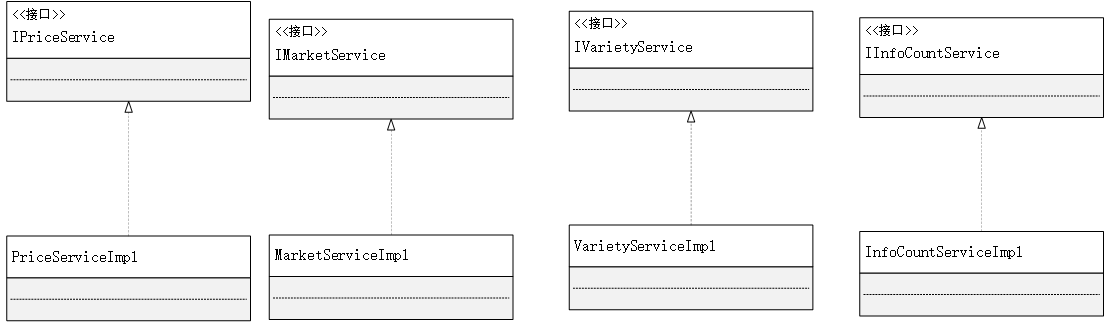 <<接口>>
IPriceService
<<接口>>
IMarketService
<<接口>>
IVarietyService
<<接口>>
IInfoCountService
PriceServiceImpl
MarketServiceImpl
VarietyServiceImpl
InfoCountServiceImpl